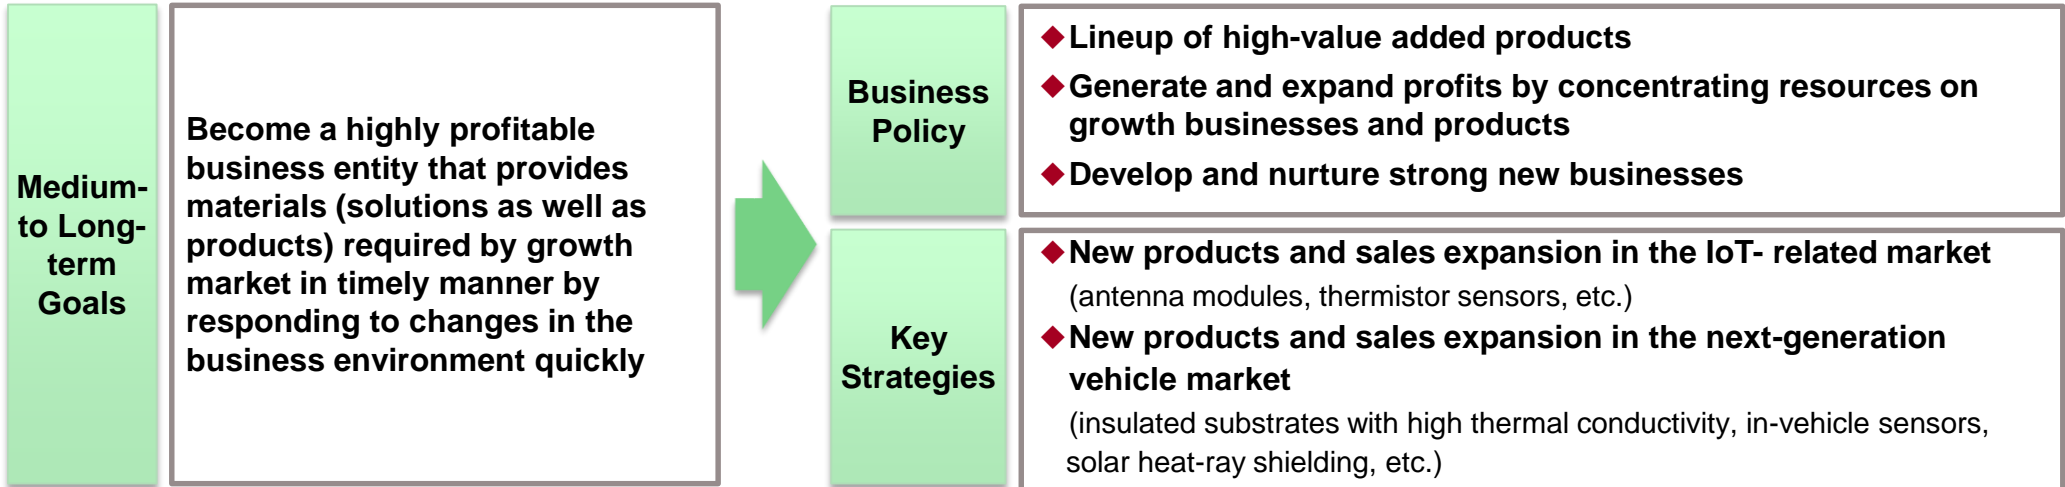 Medium-
to Long-
term
Goals
Become a highly profitable
business entity that provides
materials (solutions as well as
products) required by growth
market in timely manner by
responding to changes in the
business environment quickly
Business
Policy
◆Lineup of high-value added products
◆Generate and expand profits by concentrating resources on
growth businesses and products
◆Develop and nurture strong new businesses
Key
Strategies
◆New products and sales expansion in the IoT- related market
(antenna modules, thermistor sensors, etc.)
◆New products and sales expansion in the next-generation
vehicle market
(insulated substrates with high thermal conductivity, in-vehicle sensors,
solar heat-ray shielding, etc.)